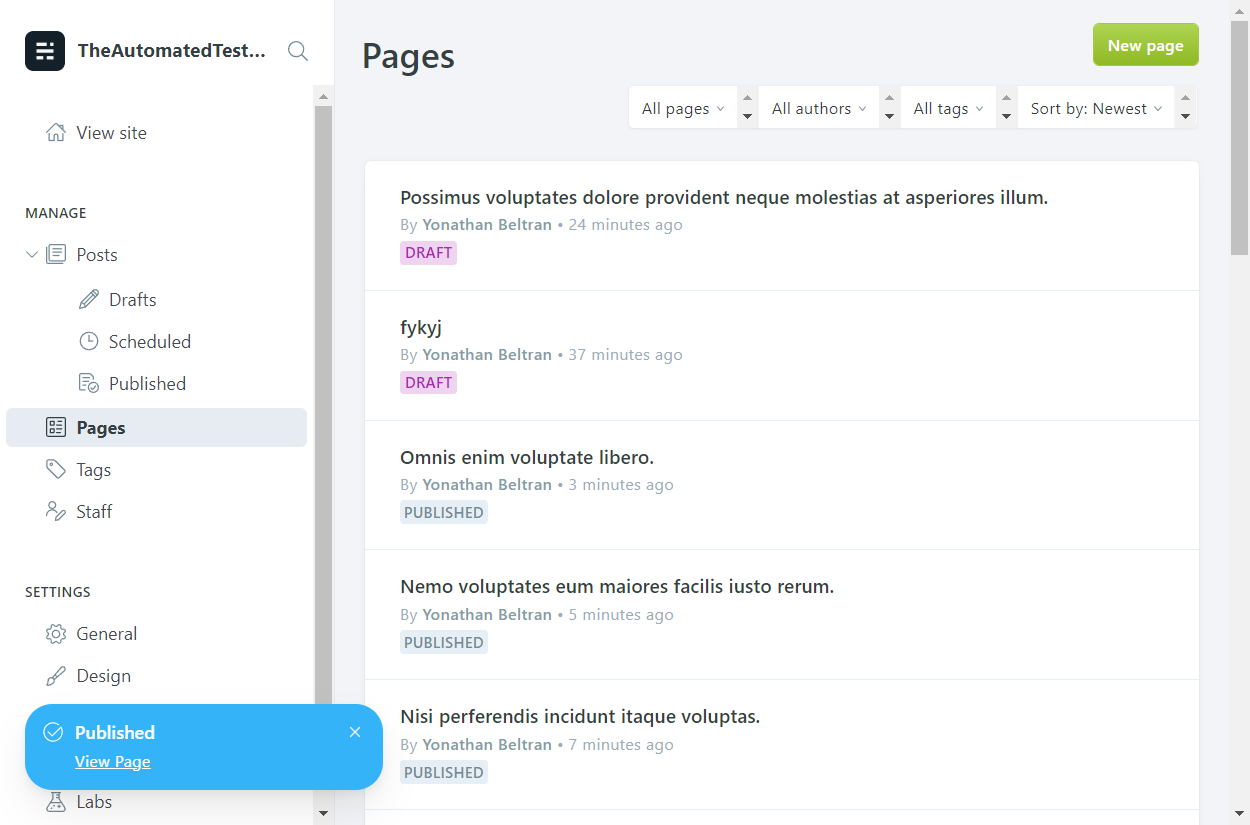 TheAutomatedTest...
View site
MANAGE
Posts
Drafts
Scheduled
Published
Pages
Tags
Staff
SETTINGS
General
Design
Published
View Page
Labs
Pages
New page
All pages
All authors
All tags
Sort by: Newest
Possimus voluptates dolore provident neque molestias at asperiores illum.
By Yonathan Beltran • 24 minutes ago
DRAFT
fykyj
By Yonathan Beltran • 37 minutes ago
DRAFT
Omnis enim voluptate libero.
By Yonathan Beltran • 3 minutes ago
PUBLISHED
Nemo voluptates eum maiores facilis iusto rerum.
By Yonathan Beltran • 5 minutes ago
PUBLISHED
Nisi perferendis incidunt itaque voluptas.
By Yonathan Beltran • 7 minutes ago
PUBLISHED